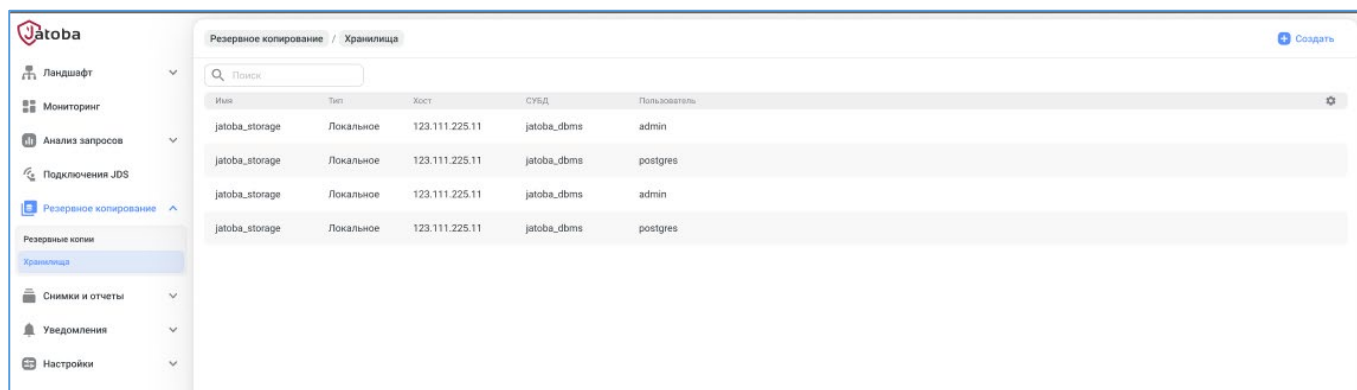 Jatoba
Ландшафт
Мониторинг
Анализ запросов
Подключения JDS
Резервное копирование
Резервные копии
Хранилища
Снимки и отчеты
Уведомления
Настройки
Резервное копирование / Хранилища
Создать
Поиск
Имя Тип Хост СУБД Пользователь
jatoba_storage Локальное 123.111.225.11 jatoba_dbms admin
jatoba_storage Локальное 123.111.225.11 jatoba_dbms postgres
jatoba_storage Локальное 123.111.225.11 jatoba_dbms admin
jatoba_storage Локальное 123.111.225.11 jatoba_dbms postgres